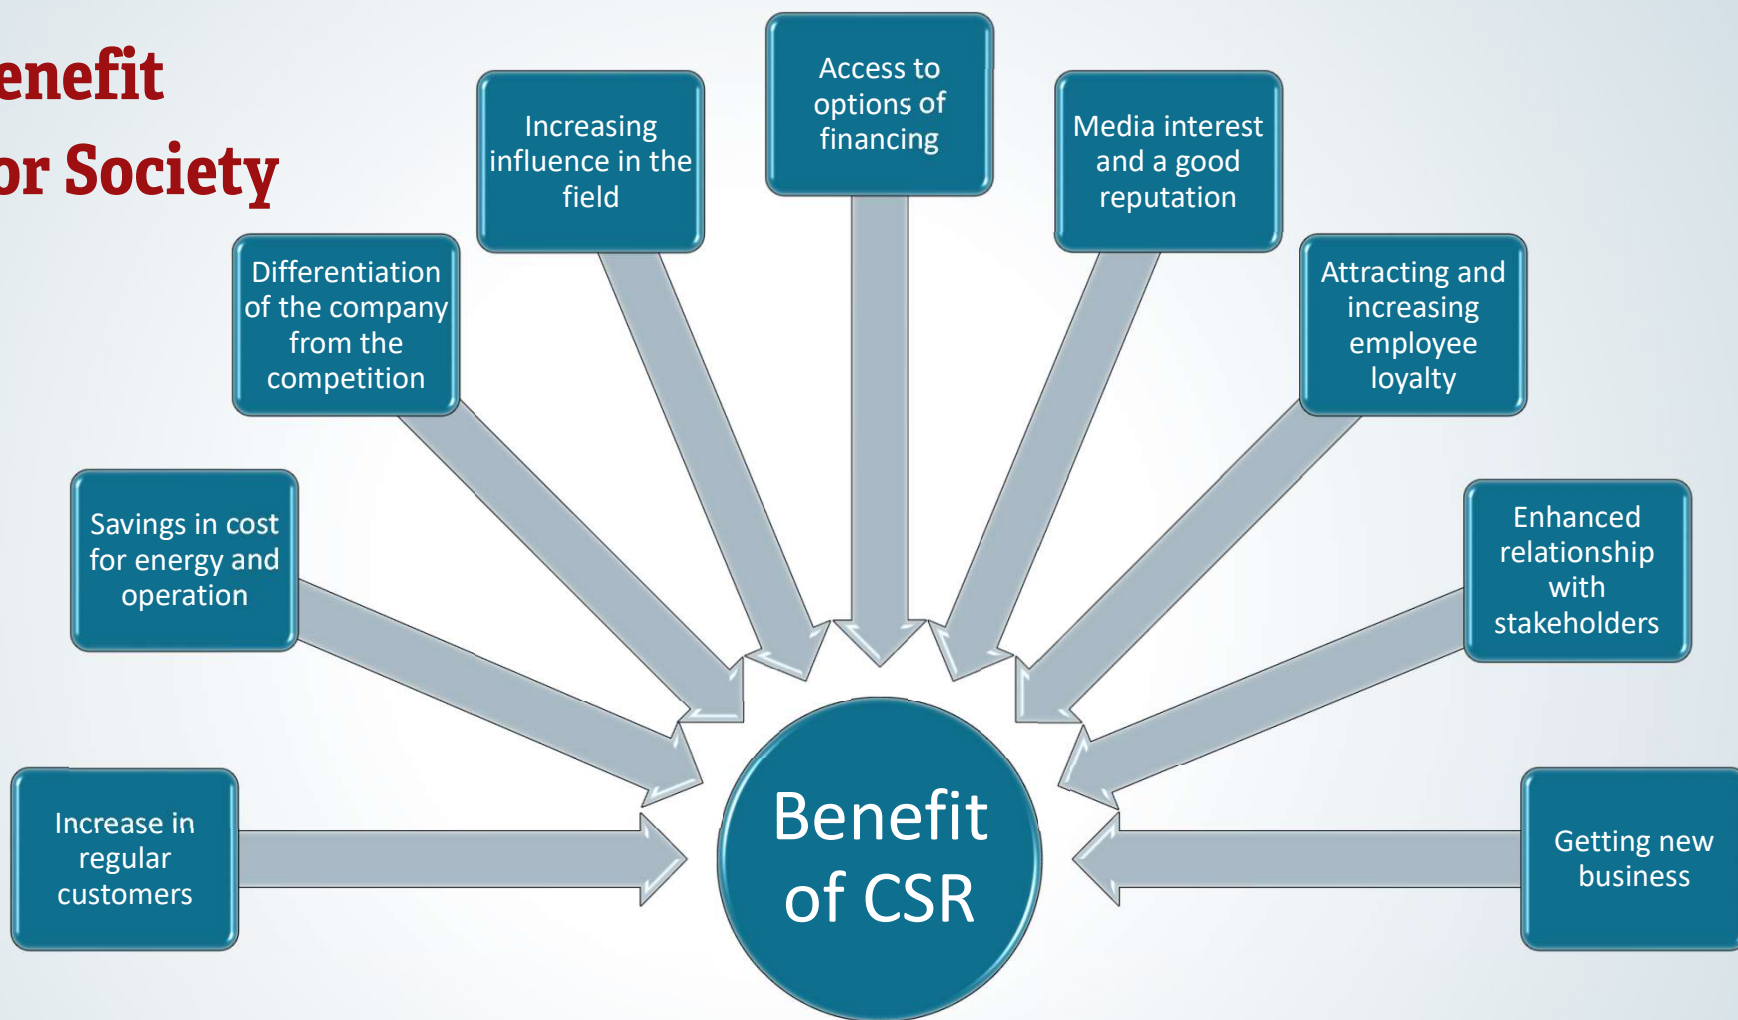 enefit
or Society
Access to
options of
financing
Increasing
influence in the
field
Media interest
and a good
reputation
Differentiation
of the company
from the
competition
Attracting and
increasing
employee
loyalty
Savings in cost
for energy and
operation
Enhanced
relationship
with
stakeholders
Increase in
regular
customers
Getting new
business
Benefit
of CSR